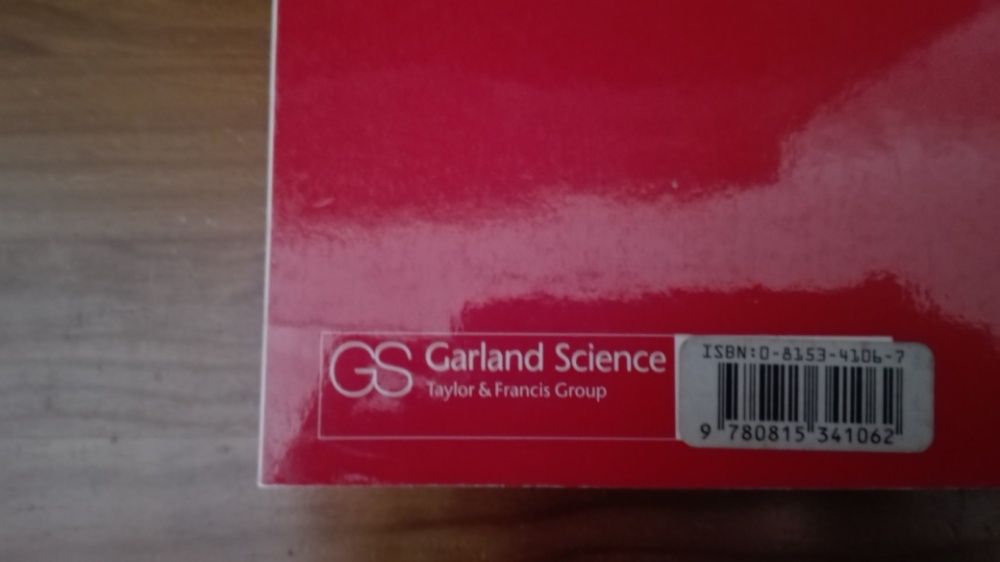 GS Garland Science
Taylor & Francis Group
ISBN:0-8153-4106-7
9 780815 341062